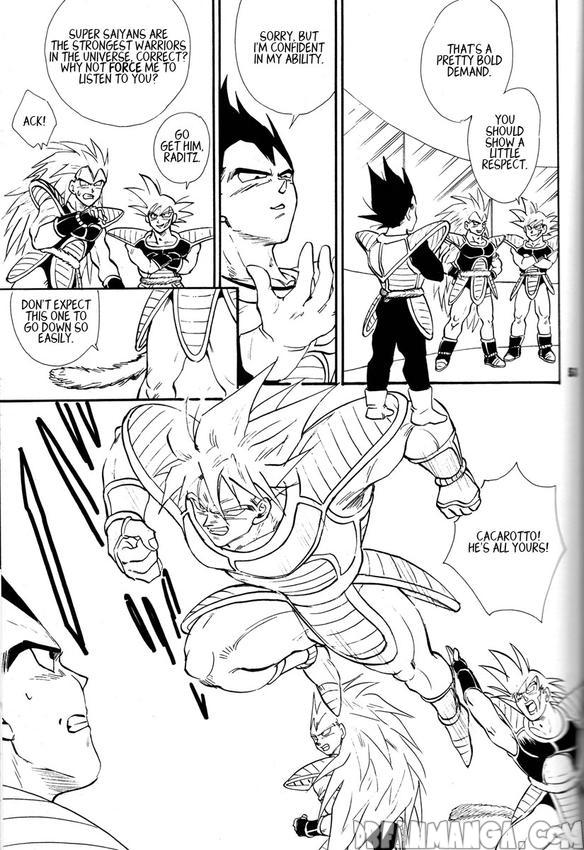 THAT'S A
PRETTY BOLD
DEMAND.
YOU
SHOULD
SHOW A
LITTLE
RESPECT.
SORRY, BUT
I'M CONFIDENT
IN MY ABILITY.
SUPER SAIYANS ARE
THE STRONGEST WARRIORS
IN THE UNIVERSE, CORRECT?
WHY NOT FORCE ME TO
LISTEN TO YOU?
GO
GET HIM,
RADITZ.
ACK!
DON'T EXPECT
THIS ONE TO
GO DOWN SO
EASILY.
CACAROTTO!
HE'S ALL YOURS!
DBFANMANGA.COM